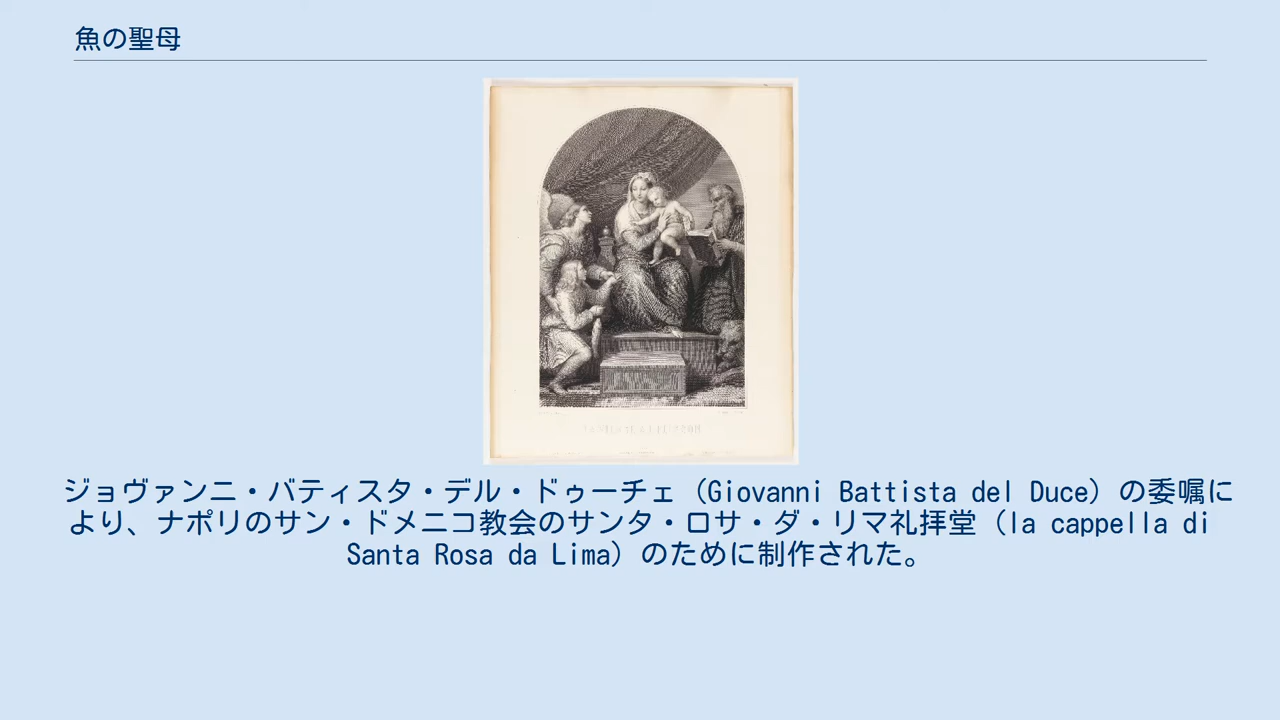 魚の聖母
ジョヴァンニ・バティスタ・デル・ドゥーチェ（Giovanni Battista del Duce）の委嘱に
より、ナポリのサン・ドメニコ教会のサンタ・ロサ・ダ・リマ礼拝堂（la cappella di
Santa Rosa da Lima）のために制作された。